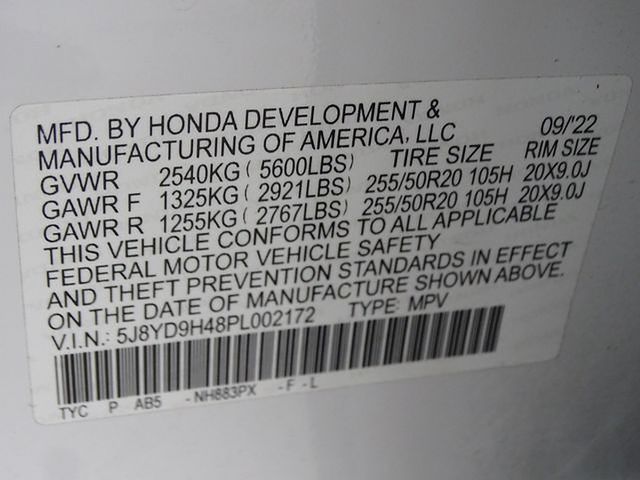 MFD. BY HONDA DEVELOPMENT &
MANUFACTURING OF AMERICA, LLC 09/'22
GVWR 2540KG ( 5600LBS) TIRE SIZE RIM SIZE
GAWR F 1325KG ( 2921LBS) 255/50R20 105H 20X9.0J
GAWR R 1255KG ( 2767LBS) 255/50R20 105H 20X9.0J
THIS VEHICLE CONFORMS TO ALL APPLICABLE
FEDERAL MOTOR VEHICLE SAFETY
AND THEFT PREVENTION STANDARDS IN EFFECT
ON THE DATE OF MANUFACTURE SHOWN ABOVE.
V.I.N.: 5J8YD9H48PL002172 TYPE: MPV
TYC P AB5 - NH883PX - F - L